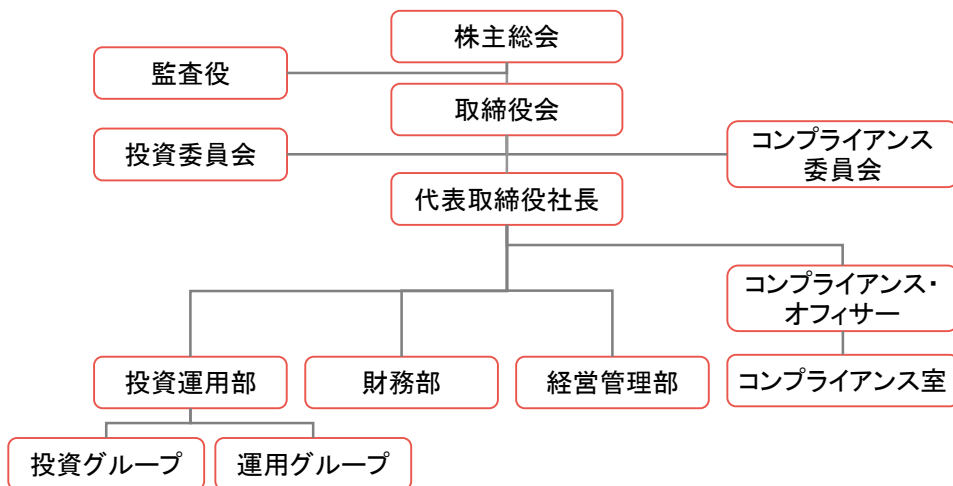 株主総会
監査役
取締役会
投資委員会
コンプライアンス
委員会
代表取締役社長
コンプライアンス・
オフィサー
投資運用部
財務部
経営管理部
コンプライアンス室
投資グループ
運用グループ